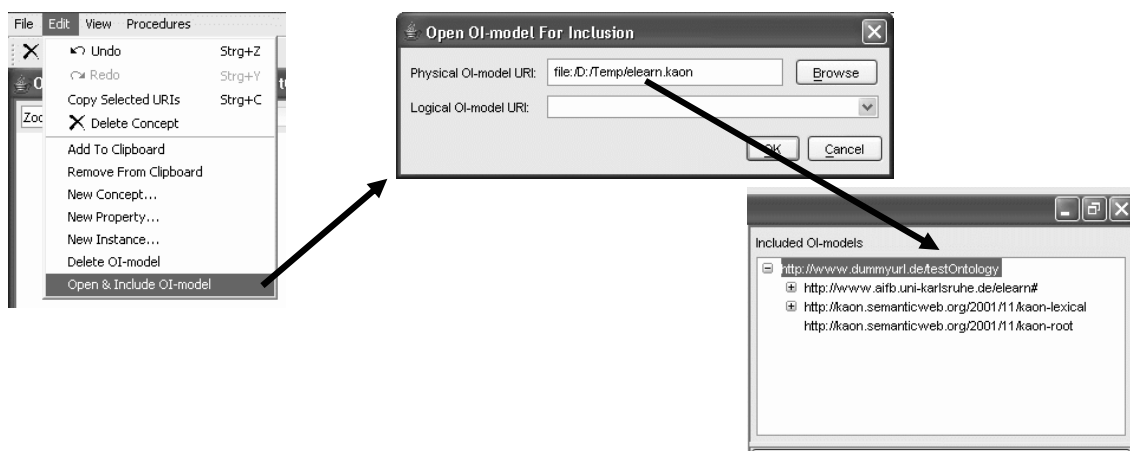 File Edit View Procedures
Undo Strg+Z
Redo Strg+Y
Copy Selected URIs Strg+C
Delete Concept
Add To Clipboard
Remove From Clipboard
New Concept...
New Property...
New Instance...
Delete OI-model
Open & Include OI-model
Open OI-model For Inclusion
Physical OI-model URI: file:/D:/Temp/elearn.kaon Browse
Logical OI-model URI:
OK Cancel
Included OI-models
http://www.dummyurl.de/testOntology
http://www.aifb.uni-karlsruhe.de/elearn#
http://kaon.semanticweb.org/2001/11/kaon-lexical
http://kaon.semanticweb.org/2001/11/kaon-root